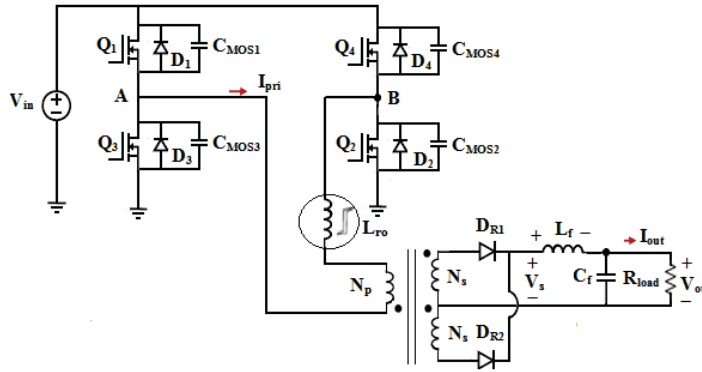 Q1
D1
CMOS1
Q4
D4
CMOS4
Ipri
Vin
+
−
A
B
Q3
D3
CMOS3
Q2
D2
CMOS2
Lro
DR1
+ Lf −
Iout
Np
Ns
+
Vs
−
Cf
Rload
+
Vo
−
Ns
DR2